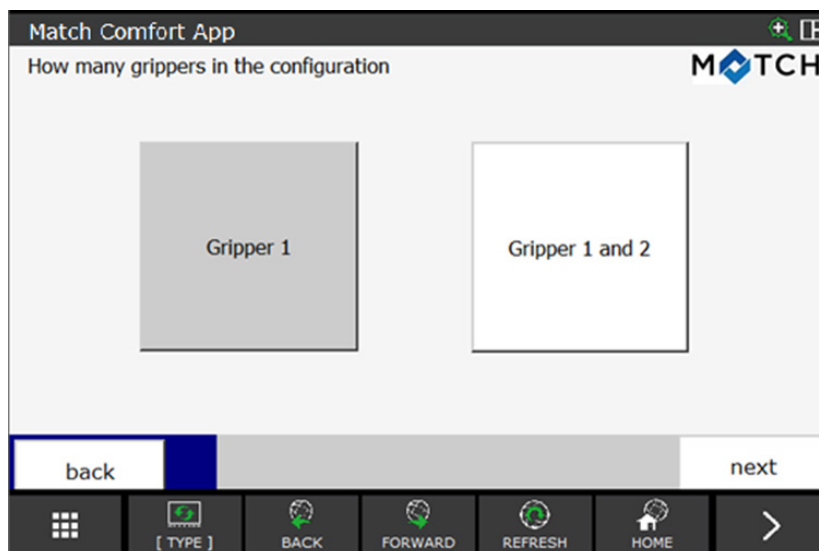 Match Comfort App
How many grippers in the configuration
MATCH
Gripper 1
Gripper 1 and 2
back
next
[ TYPE ]
BACK
FORWARD
REFRESH
HOME